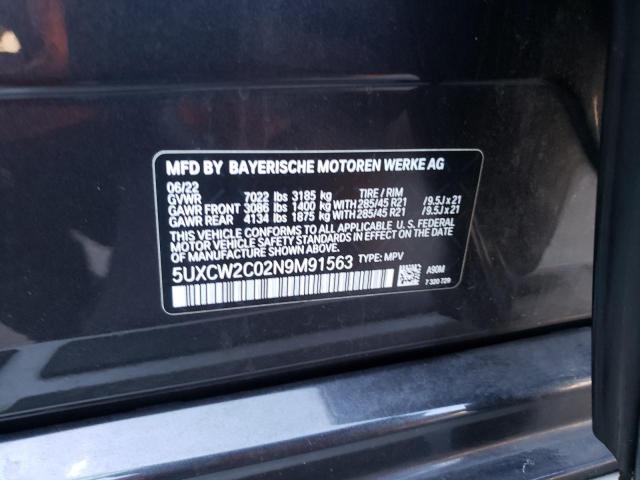 MFD BY BAYERISCHE MOTOREN WERKE AG
06/22 TIRE / RIM
GVWR 7022 lbs 3185 kg
GAWR FRONT 3086 lbs 1400 kg WITH 285/45 R21 /9.5J x 21
GAWR REAR 4134 lbs 1875 kg WITH 285/45 R21 /9.5J x 21
THIS VEHICLE CONFORMS TO ALL APPLICABLE U.S. FEDERAL
MOTOR VEHICLE SAFETY STANDARDS IN EFFECT ON THE DATE
OF MANUFACTURE SHOWN ABOVE.
5UXCW2C02N9M91563 TYPE: MPV
A90M
7 320 729